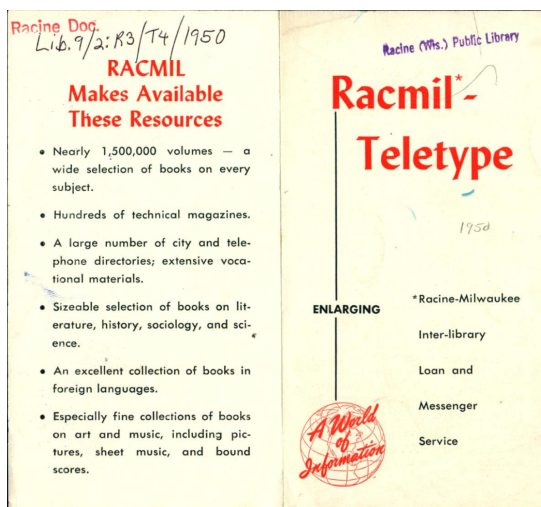 Racine Doc.
Lib. 9/2: R3/T4/1950
RACMIL
Makes Available
These Resources
• Nearly 1,500,000 volumes — a
wide selection of books on every
subject.
• Hundreds of technical magazines.
• A large number of city and tele-
phone directories; extensive voca-
tional materials.
• Sizeable selection of books on lit-
erature, history, sociology, and sci-
ence.
• An excellent collection of books in
foreign languages.
• Especially fine collections of books
on art and music, including pic-
tures, sheet music, and bound
scores.
Racine (Wis.) Public Library
Racmil*-
Teletype
1950
ENLARGING
A World
of
Information
*Racine-Milwaukee
Inter-library
Loan and
Messenger
Service